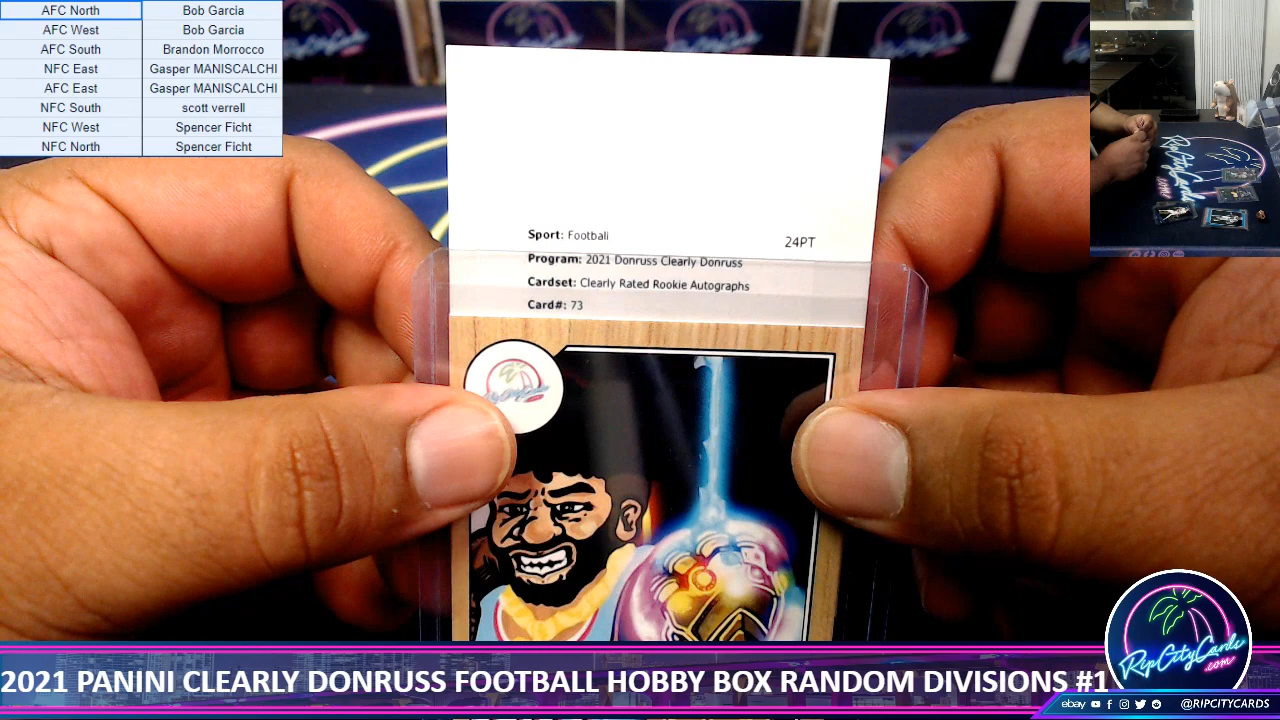 AFC North Bob Garcia
AFC West Bob Garcia
AFC South Brandon Morrocco
NFC East Gasper MANISCALCHI
AFC East Gasper MANISCALCHI
NFC South scott verrell
NFC West Spencer Ficht
NFC North Spencer Ficht
Sport: Football
24PT
Program: 2021 Donruss Clearly Donruss
Cardset: Clearly Rated Rookie Autographs
Card#: 73
RipCityCards
RipCityCards
.com
2021 PANINI CLEARLY DONRUSS FOOTBALL HOBBY BOX RANDOM DIVISIONS #1
ebay @RIPCITYCARDS